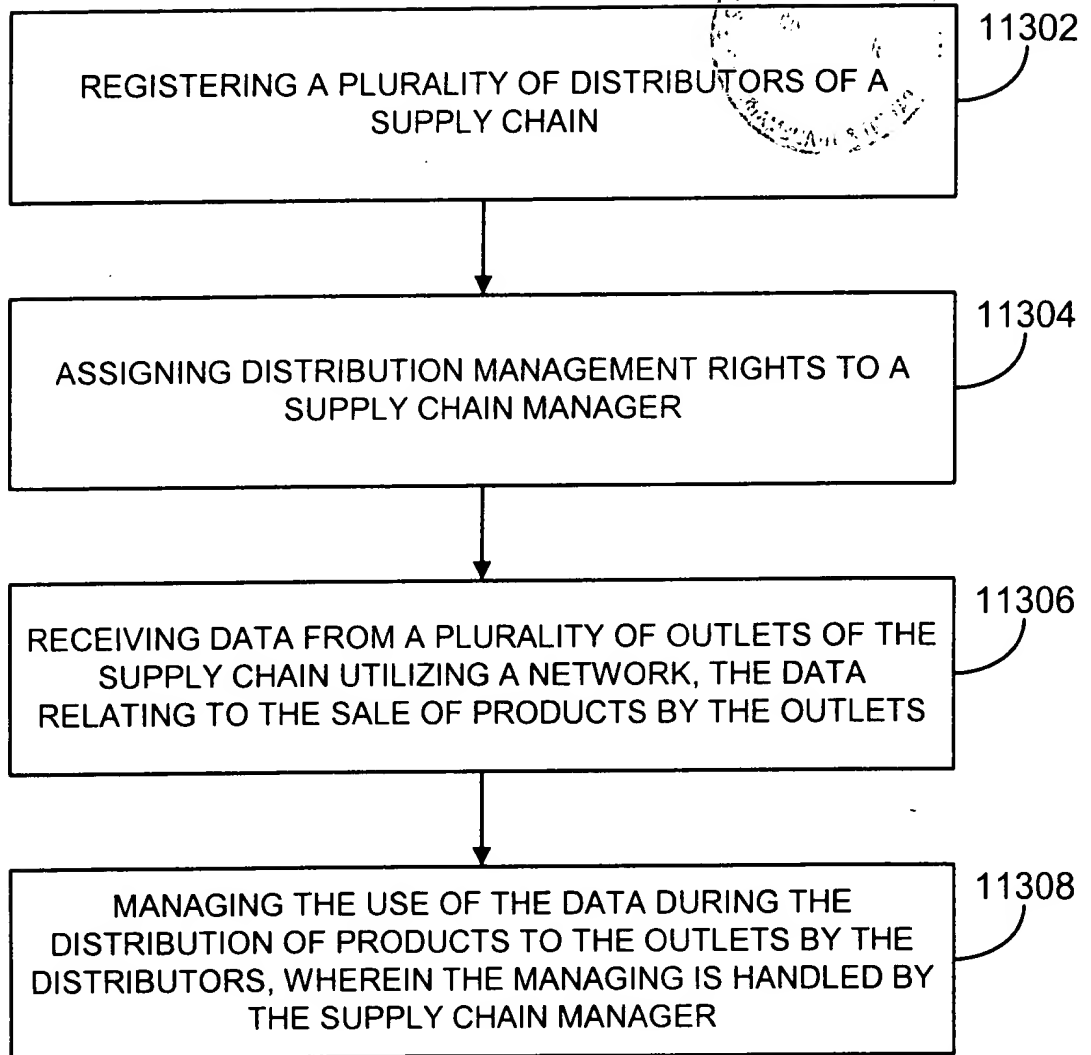 11302
REGISTERING A PLURALITY OF DISTRIBUTORS OF A
SUPPLY CHAIN
11304
ASSIGNING DISTRIBUTION MANAGEMENT RIGHTS TO A
SUPPLY CHAIN MANAGER
11306
RECEIVING DATA FROM A PLURALITY OF OUTLETS OF THE
SUPPLY CHAIN UTILIZING A NETWORK, THE DATA
RELATING TO THE SALE OF PRODUCTS BY THE OUTLETS
11308
MANAGING THE USE OF THE DATA DURING THE
DISTRIBUTION OF PRODUCTS TO THE OUTLETS BY THE
DISTRIBUTORS, WHEREIN THE MANAGING IS HANDLED BY
THE SUPPLY CHAIN MANAGER